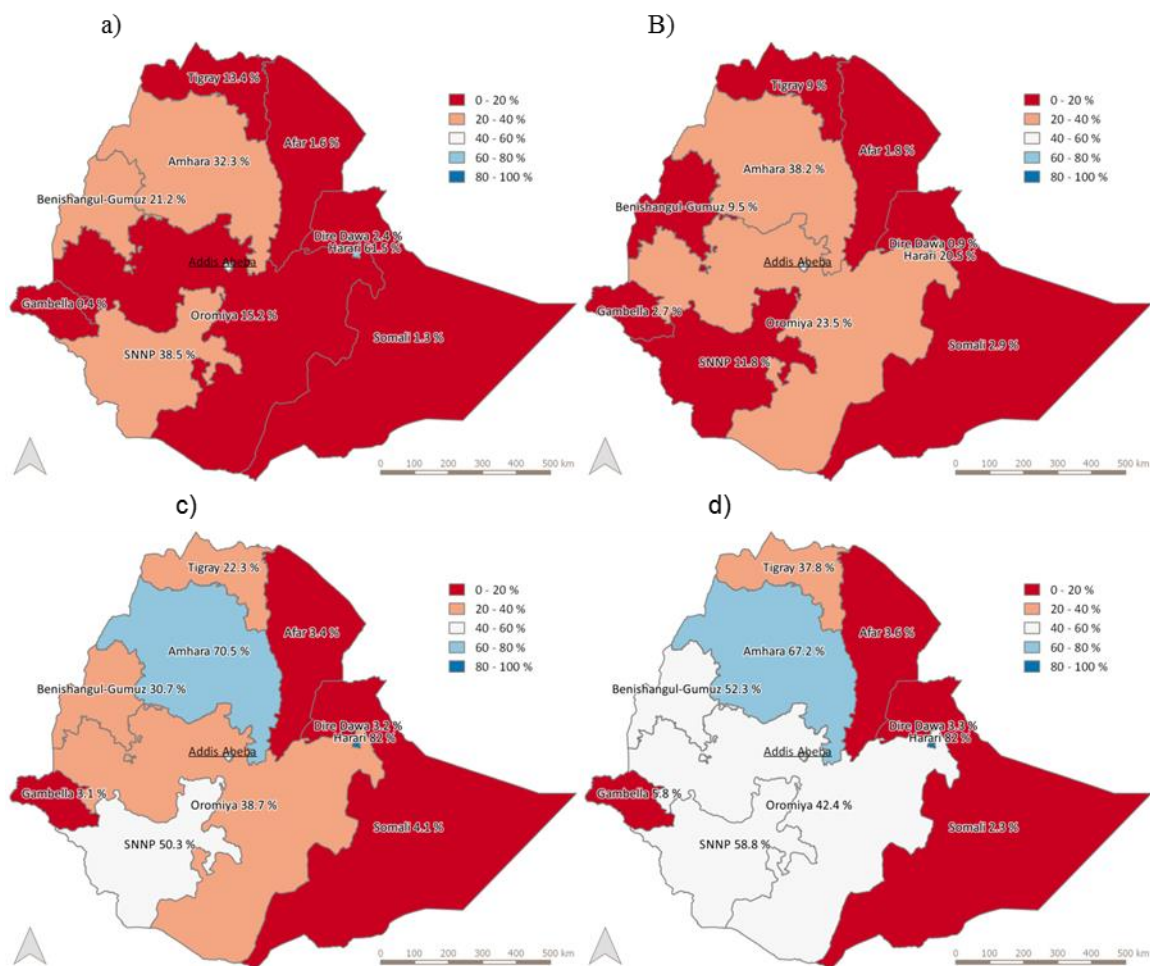 a)
Tigray 13.4 %
Afar 1.6 %
Amhara 32.3 %
Benishangul-Gumuz 21.2 %
Dire Dawa 2.4 %
Harari 61.5 %
Addis Abeba
Gambella 0.4 %
Oromiya 15.2 %
Somali 1.3 %
SNNP 38.5 %
0 - 20 %
20 - 40 %
40 - 60 %
60 - 80 %
80 - 100 %
0 100 200 300 400 500 km
B)
Tigray 9 %
Afar 1.8 %
Amhara 38.2 %
Benishangul-Gumuz 9.5 %
Dire Dawa 0.9 %
Harari 20.5 %
Addis Abeba
Gambella 2.7 %
Oromiya 23.5 %
Somali 2.9 %
SNNP 11.8 %
0 - 20 %
20 - 40 %
40 - 60 %
60 - 80 %
80 - 100 %
0 100 200 300 400 500 km
c)
Tigray 22.3 %
Afar 3.4 %
Amhara 70.5 %
Benishangul-Gumuz 30.7 %
Dire Dawa 3.2 %
Harari 82 %
Addis Abeba
Gambella 3.1 %
Oromiya 38.7 %
Somali 4.1 %
SNNP 50.3 %
0 - 20 %
20 - 40 %
40 - 60 %
60 - 80 %
80 - 100 %
0 100 200 300 400 500 km
d)
Tigray 37.8 %
Afar 3.6 %
Amhara 67.2 %
Benishangul-Gumuz 52.3 %
Dire Dawa 3.3 %
Harari 82 %
Addis Abeba
Gambella 5.8 %
Oromiya 42.4 %
Somali 2.3 %
SNNP 58.8 %
0 - 20 %
20 - 40 %
40 - 60 %
60 - 80 %
80 - 100 %
0 100 200 300 400 500 km